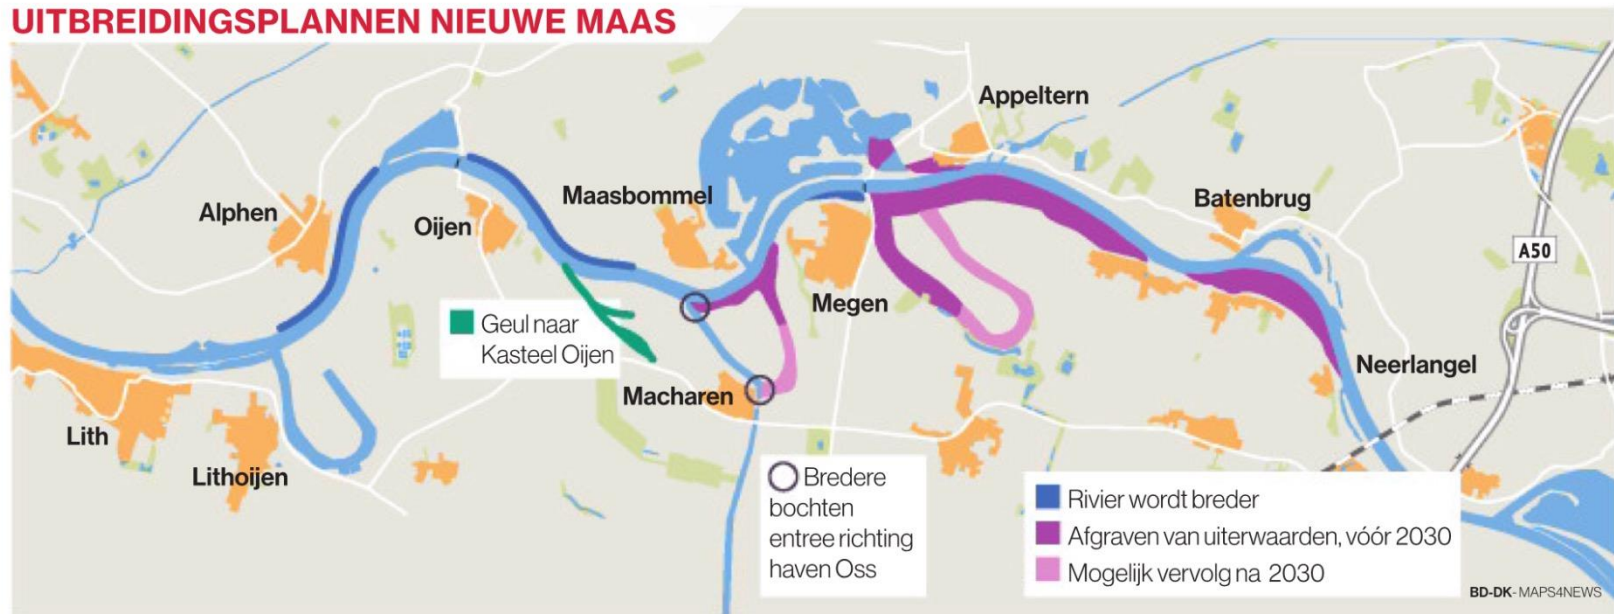 UITBREIDINGSPLANNEN NIEUWE MAAS
Appeltern
Maasbommel
Alphen
Batenbrug
Oijen
A50
Megen
Geul naar
Kasteel Oijen
Neerlangel
Macharen
Lith
Lithoijen
Bredere
bochten
entree richting
haven Oss
Rivier wordt breder
Afgraven van uiterwaarden, vóór 2030
Mogelijk vervolg na 2030
BD-DK- MAPS4NEWS